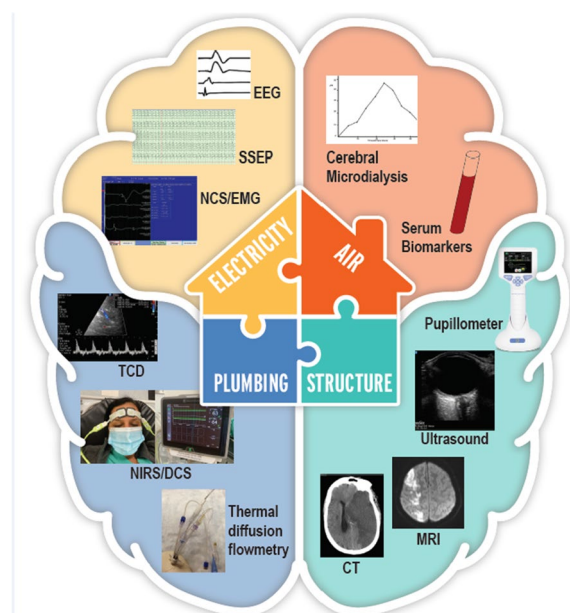 EEG
SSEP
NCS/EMG
Cerebral
Microdialysis
Serum
Biomarkers
ELECTRICITY
AIR
PLUMBING
STRUCTURE
TCD
NIRS/DCS
Thermal
diffusion
flowmetry
Pupillometer
Ultrasound
MRI
CT